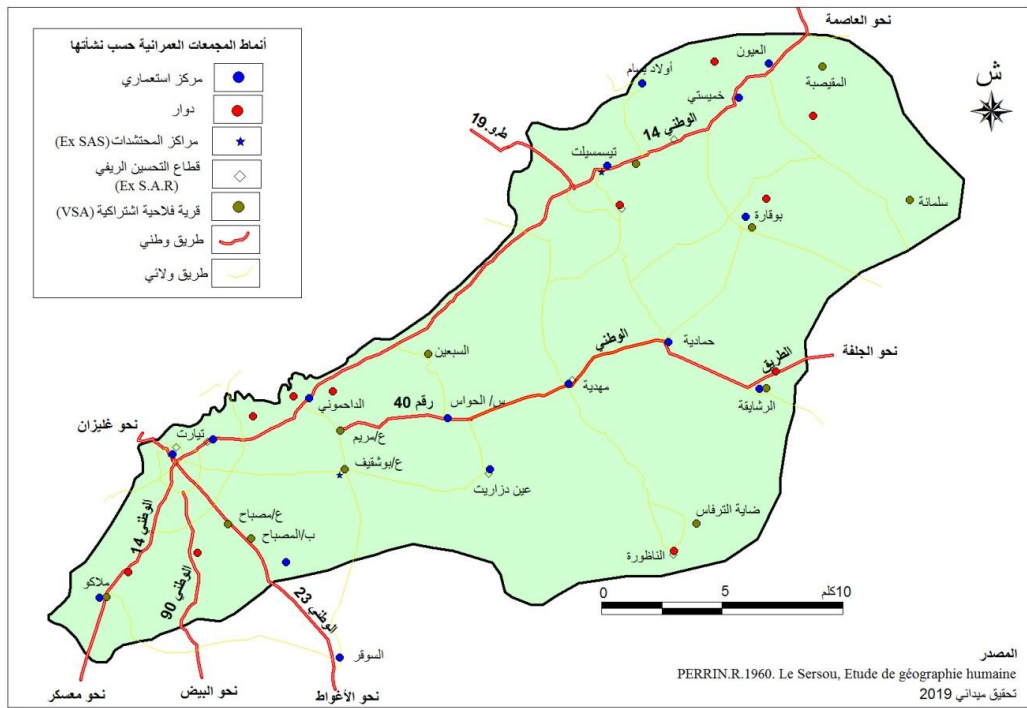 أنماط المجمعات العمرانية حسب نشأتها
مركز استعماري
دوار
مراكز المحتشدات (Ex SAS)
قطاع التحسين الريفي
(Ex S.A.R)
قرية فلاحية اشتراكية (VSA)
طريق وطني
طريق ولائي
نحو العاصمة
ش
العيون
المقيصبة
أولاد بسام
خميستي
ط.و.19
الوطني 14
تيسمسيلت
سلمانة
بوقارة
حمادية
الوطني
الطريق
نحو الجلفة
السبعين
مهدية
الرشايقة
الداحموني
س/ الحواس
رقم 40
نحو غليزان
تيارت
ع/مريم
ع/بوشقيف
عين دزاريت
ع/مصباح
ب/المصباح
ضاية الترفاس
الناظورة
الوطني 14
ملاكو
الوطني 90
الوطني 23
السوقر
0 5 10كلم
نحو معسكر
نحو البيض
نحو الأغواط
المصدر
PERRIN.R.1960. Le Sersou, Etude de géographie humaine
تحقيق ميداني 2019